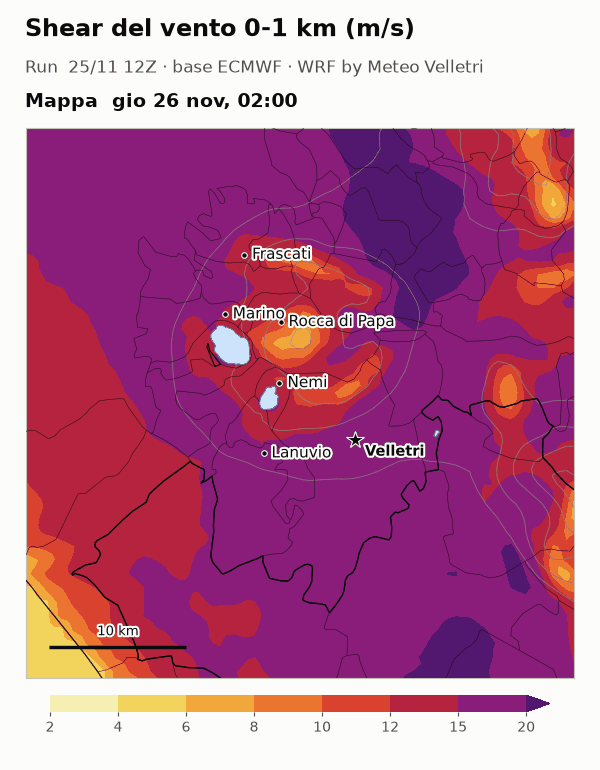 Shear del vento 0-1 km (m/s)
Run 25/11 12Z · base ECMWF · WRF by Meteo Velletri
Mappa gio 26 nov, 02:00
Frascati
Marino
Rocca di Papa
Nemi
Lanuvio
Velletri
10 km
2 4 6 8 10 12 15 20